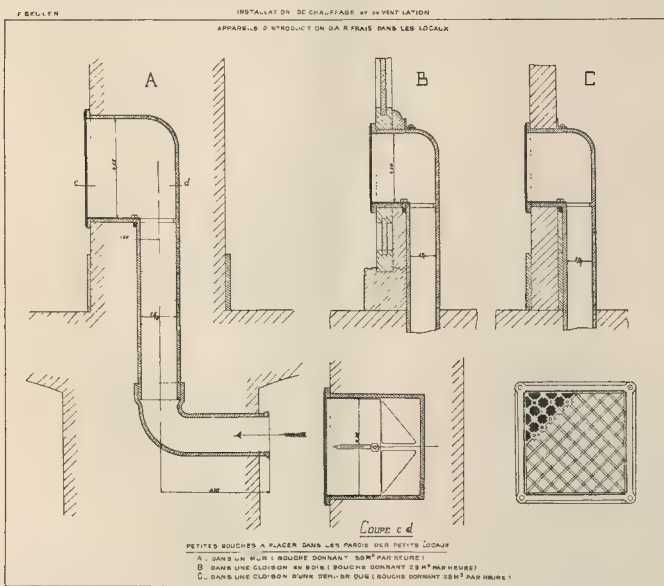 F BEULEN
INSTALLATION DE CHAUFFAGE ET DE VENTILATION
APPAREILS D'INTRODUCTION D'AIR FRAIS DANS LES LOCAUX
A
B
C
c
d
COUPE c d
PETITES BOUCHES A PLACER DANS LES PAROIS DES PETITS LOCAUX
A. DANS UN MUR (BOUCHE DONNANT 56M³ PAR HEURE)
B DANS UNE CLOISON EN BOIS (BOUCHE DONNANT 25M³ PAR HEURE)
C. DANS UNE CLOISON D'UNE DEMI-BRIQUE (BOUCHE DONNANT 25M³ PAR HEURE)